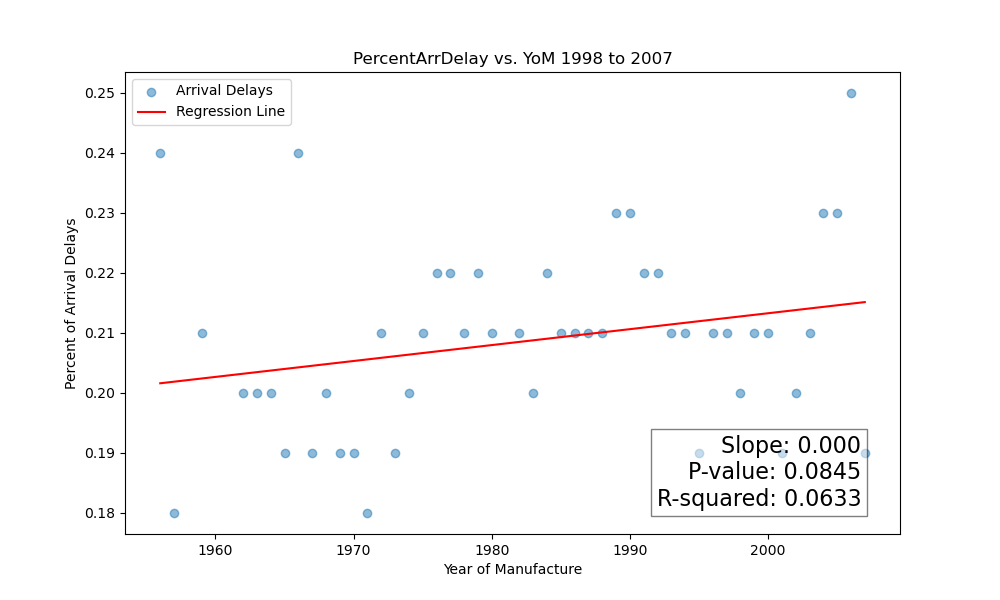 PercentArrDelay vs. YoM 1998 to 2007
Arrival Delays
Regression Line
Percent of Arrival Delays
0.25
0.24
0.23
0.22
0.21
0.20
0.19
0.18
Slope: 0.000
P-value: 0.0845
R-squared: 0.0633
1960
1970
1980
1990
2000
Year of Manufacture